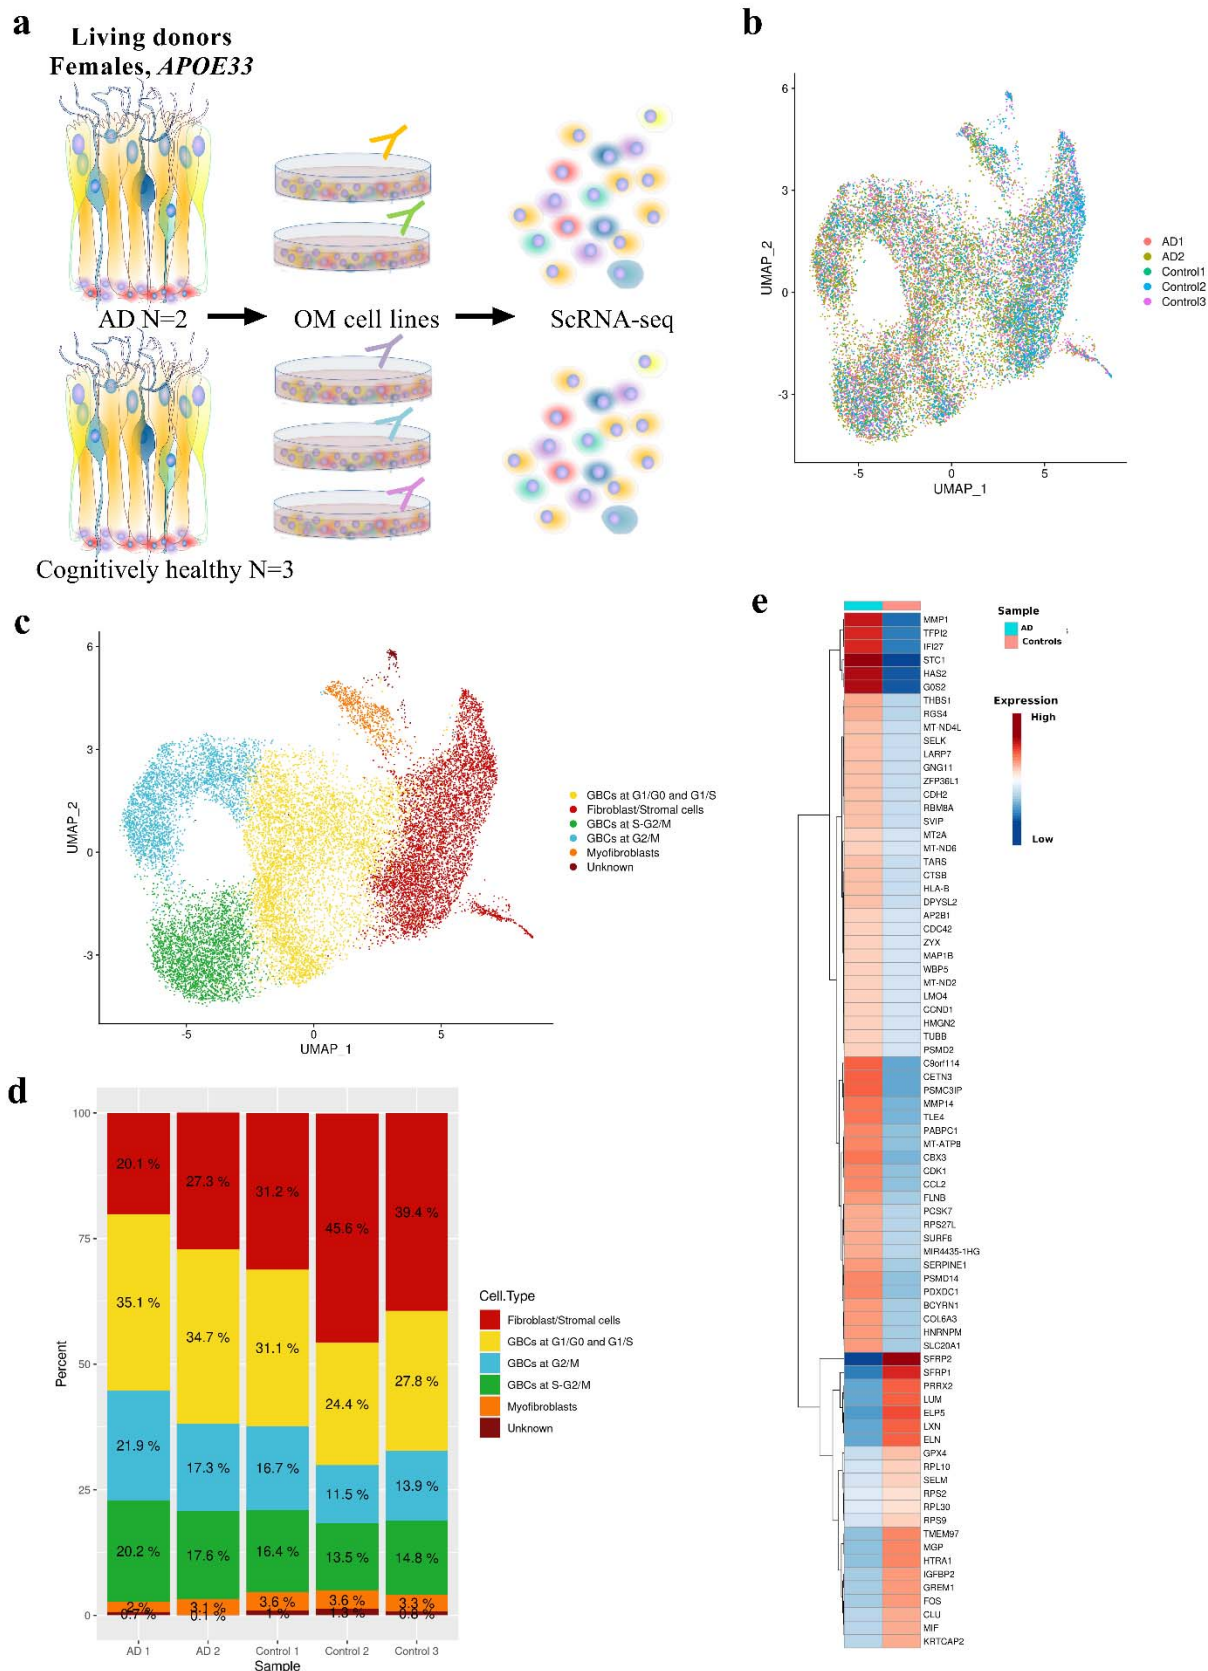 a
Living donors
Females, APOE33
AD N=2
OM cell lines
ScRNA-seq
Cognitively healthy N=3
b
6
3
0
-3
-5
0
5
UMAP_2
UMAP_1
AD1
AD2
Control1
Control2
Control3
c
6
3
0
-3
-5
0
5
UMAP_2
UMAP_1
GBCs at G1/G0 and G1/S
Fibroblast/Stromal cells
GBCs at S-G2/M
GBCs at G2/M
Myofibroblasts
Unknown
d
100
75
50
25
0
Percent
20.1 %
35.1 %
21.9 %
20.2 %
2 %
0.7 %
27.3 %
34.7 %
17.3 %
17.6 %
3.1 %
0.1 %
31.2 %
31.1 %
16.7 %
16.4 %
3.6 %
1 %
45.6 %
24.4 %
11.5 %
13.5 %
3.6 %
1.3 %
39.4 %
27.8 %
13.9 %
14.8 %
3.3 %
0.8 %
AD 1
AD 2
Control 1
Control 2
Control 3
Sample
Cell.Type
Fibroblast/Stromal cells
GBCs at G1/G0 and G1/S
GBCs at G2/M
GBCs at S-G2/M
Myofibroblasts
Unknown
e
MMP1
TFPI2
IFI27
STC1
HAS2
G0S2
THBS1
RGS4
MT-ND4L
SELK
LARP7
GNG11
ZFP36L1
CDH2
RBM8A
SVIP
MT2A
MT-ND6
TARS
CTSB
HLA-B
DPYSL2
AP2B1
CDC42
ZYX
MAP1B
WBP5
MT-ND2
LMO4
CCND1
HMGN2
TUBB
PSMD2
C9orf114
CETN3
PSMC3IP
MMP14
TLE4
PABPC1
MT-ATP8
CBX3
CDK1
CCL2
FLNB
PCSK7
RPS27L
SURF6
MIR4435-1HG
SERPINE1
PSMD14
PDXDC1
BCYRN1
COL6A3
HNRNPM
SLC20A1
SFRP2
SFRP1
PRRX2
LUM
ELP5
LXN
ELN
GPX4
RPL10
SELM
RPS2
RPL30
RPS9
TMEM97
MGP
HTRA1
IGFBP2
GREM1
FOS
CLU
MIF
KRTCAP2
Sample
AD
Controls
Expression
High
Low